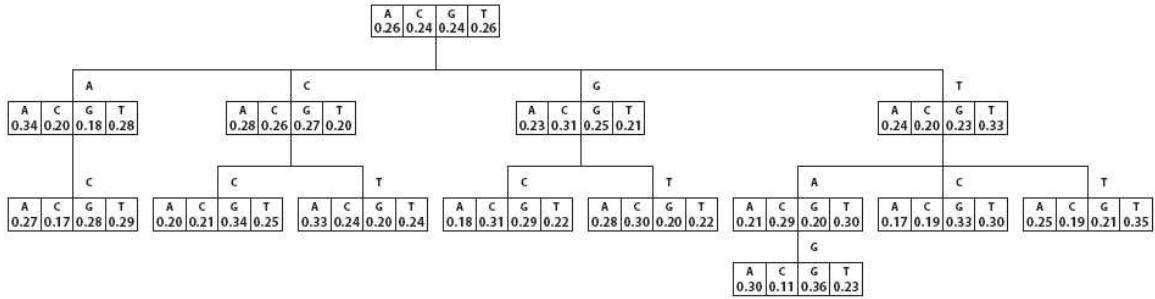 A C G T
0.26 0.24 0.24 0.26
A C G T
A C G T A C G T A C G T A C G T
0.34 0.20 0.18 0.28 0.28 0.26 0.27 0.20 0.23 0.31 0.25 0.21 0.24 0.20 0.23 0.33
C C T C T A C T
A C G T A C G T A C G T A C G T A C G T A C G T A C G T A C G T
0.27 0.17 0.28 0.29 0.20 0.21 0.34 0.25 0.33 0.24 0.20 0.24 0.18 0.31 0.29 0.22 0.28 0.30 0.20 0.22 0.21 0.29 0.20 0.30 0.17 0.19 0.33 0.30 0.25 0.19 0.21 0.35
G
A C G T
0.30 0.11 0.36 0.23